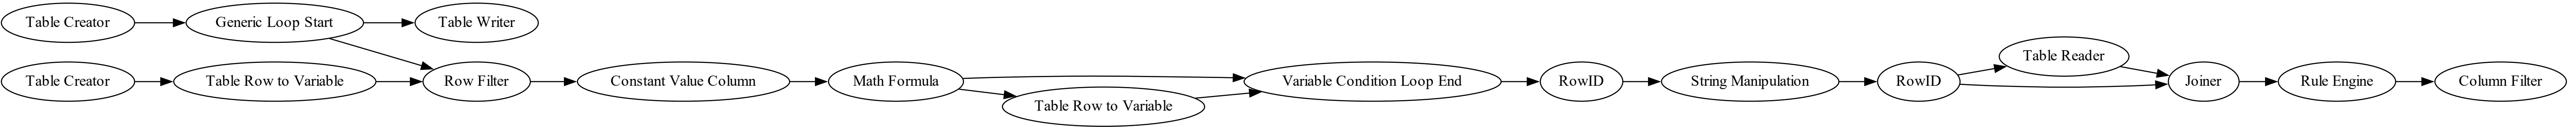 Table Creator
Generic Loop Start
Table Writer
Table Creator
Table Row to Variable
Row Filter
Constant Value Column
Math Formula
Table Row to Variable
Variable Condition Loop End
RowID
String Manipulation
RowID
Table Reader
Joiner
Rule Engine
Column Filter